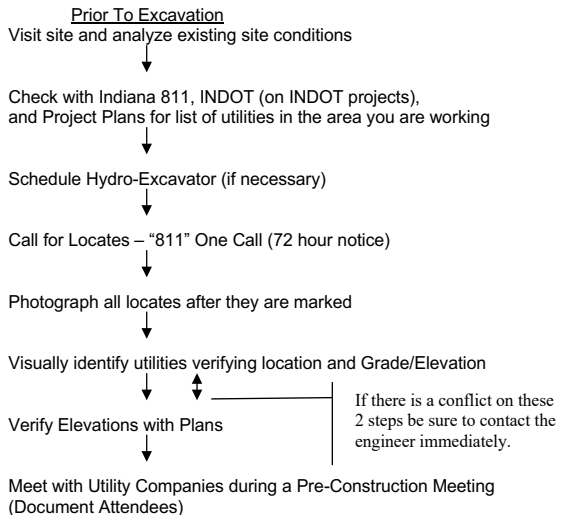 Prior To Excavation
Visit site and analyze existing site conditions
Check with Indiana 811, INDOT (on INDOT projects),
and Project Plans for list of utilities in the area you are working
Schedule Hydro-Excavator (if necessary)
Call for Locates – “811” One Call (72 hour notice)
Photograph all locates after they are marked
Visually identify utilities verifying location and Grade/Elevation
If there is a conflict on these
2 steps be sure to contact the
engineer immediately.
Verify Elevations with Plans
Meet with Utility Companies during a Pre-Construction Meeting
(Document Attendees)